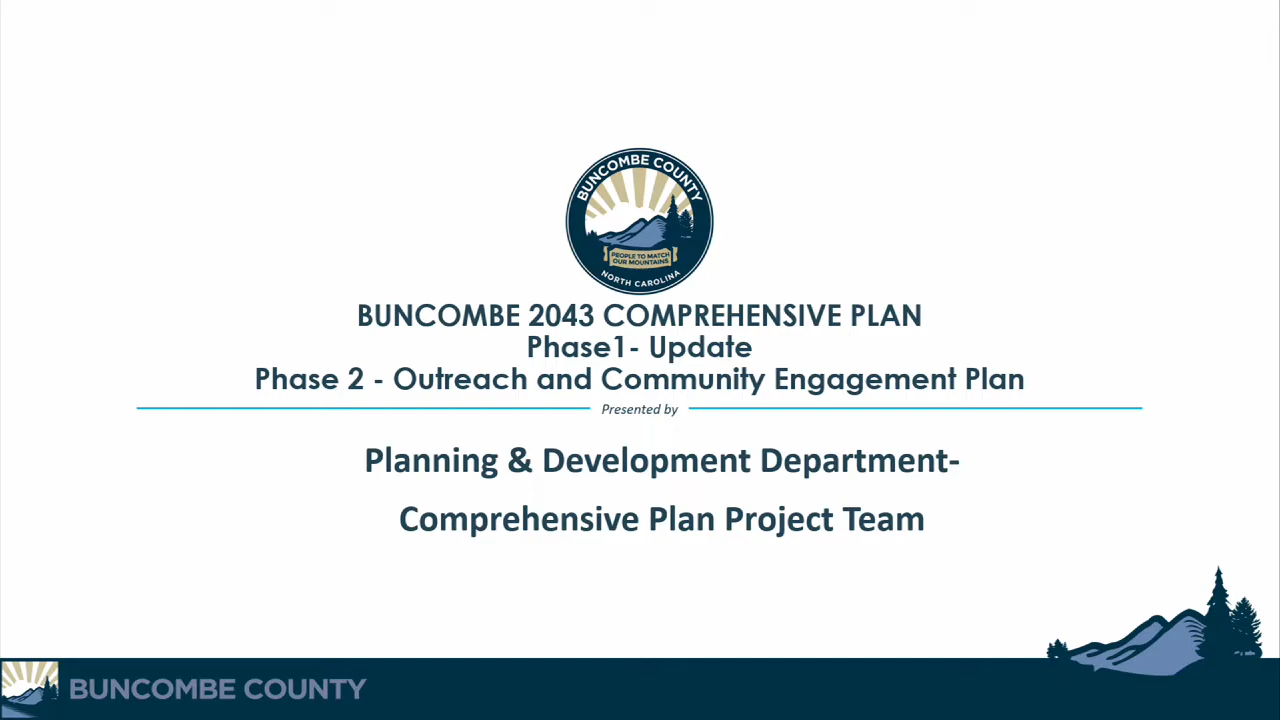 BUNCOMBE COUNTY
PEOPLE TO MATCH
OUR MOUNTAINS
NORTH CAROLINA
BUNCOMBE 2043 COMPREHENSIVE PLAN
Phase1- Update
Phase 2 - Outreach and Community Engagement Plan
Presented by
Planning & Development Department-
Comprehensive Plan Project Team
BUNCOMBE COUNTY